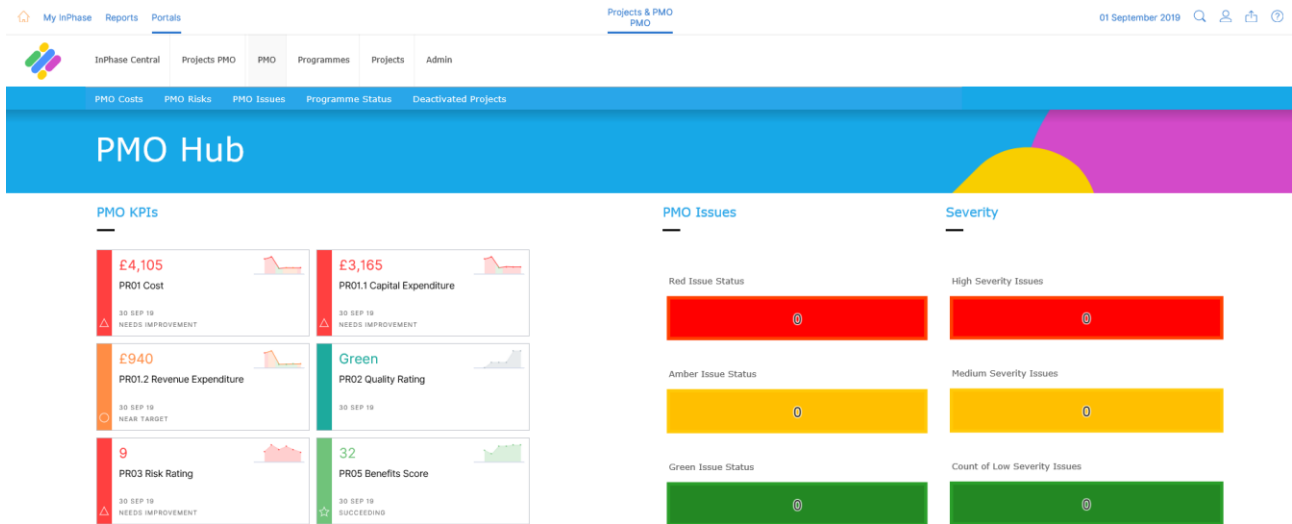 My InPhase Reports Portals
Projects & PMO
PMO
01 September 2019
InPhase Central Projects PMO PMO Programmes Projects Admin
PMO Costs PMO Risks PMO Issues Programme Status Deactivated Projects
PMO Hub
PMO KPIs
£4,105
PR01 Cost
30 SEP 19
NEEDS IMPROVEMENT
£3,165
PR01.1 Capital Expenditure
30 SEP 19
NEEDS IMPROVEMENT
£940
PR01.2 Revenue Expenditure
30 SEP 19
NEAR TARGET
Green
PR02 Quality Rating
30 SEP 19
9
PR03 Risk Rating
30 SEP 19
NEEDS IMPROVEMENT
32
PR05 Benefits Score
30 SEP 19
SUCCEEDING
PMO Issues
Red Issue Status
0
Amber Issue Status
0
Green Issue Status
0
Severity
High Severity Issues
0
Medium Severity Issues
0
Count of Low Severity Issues
0